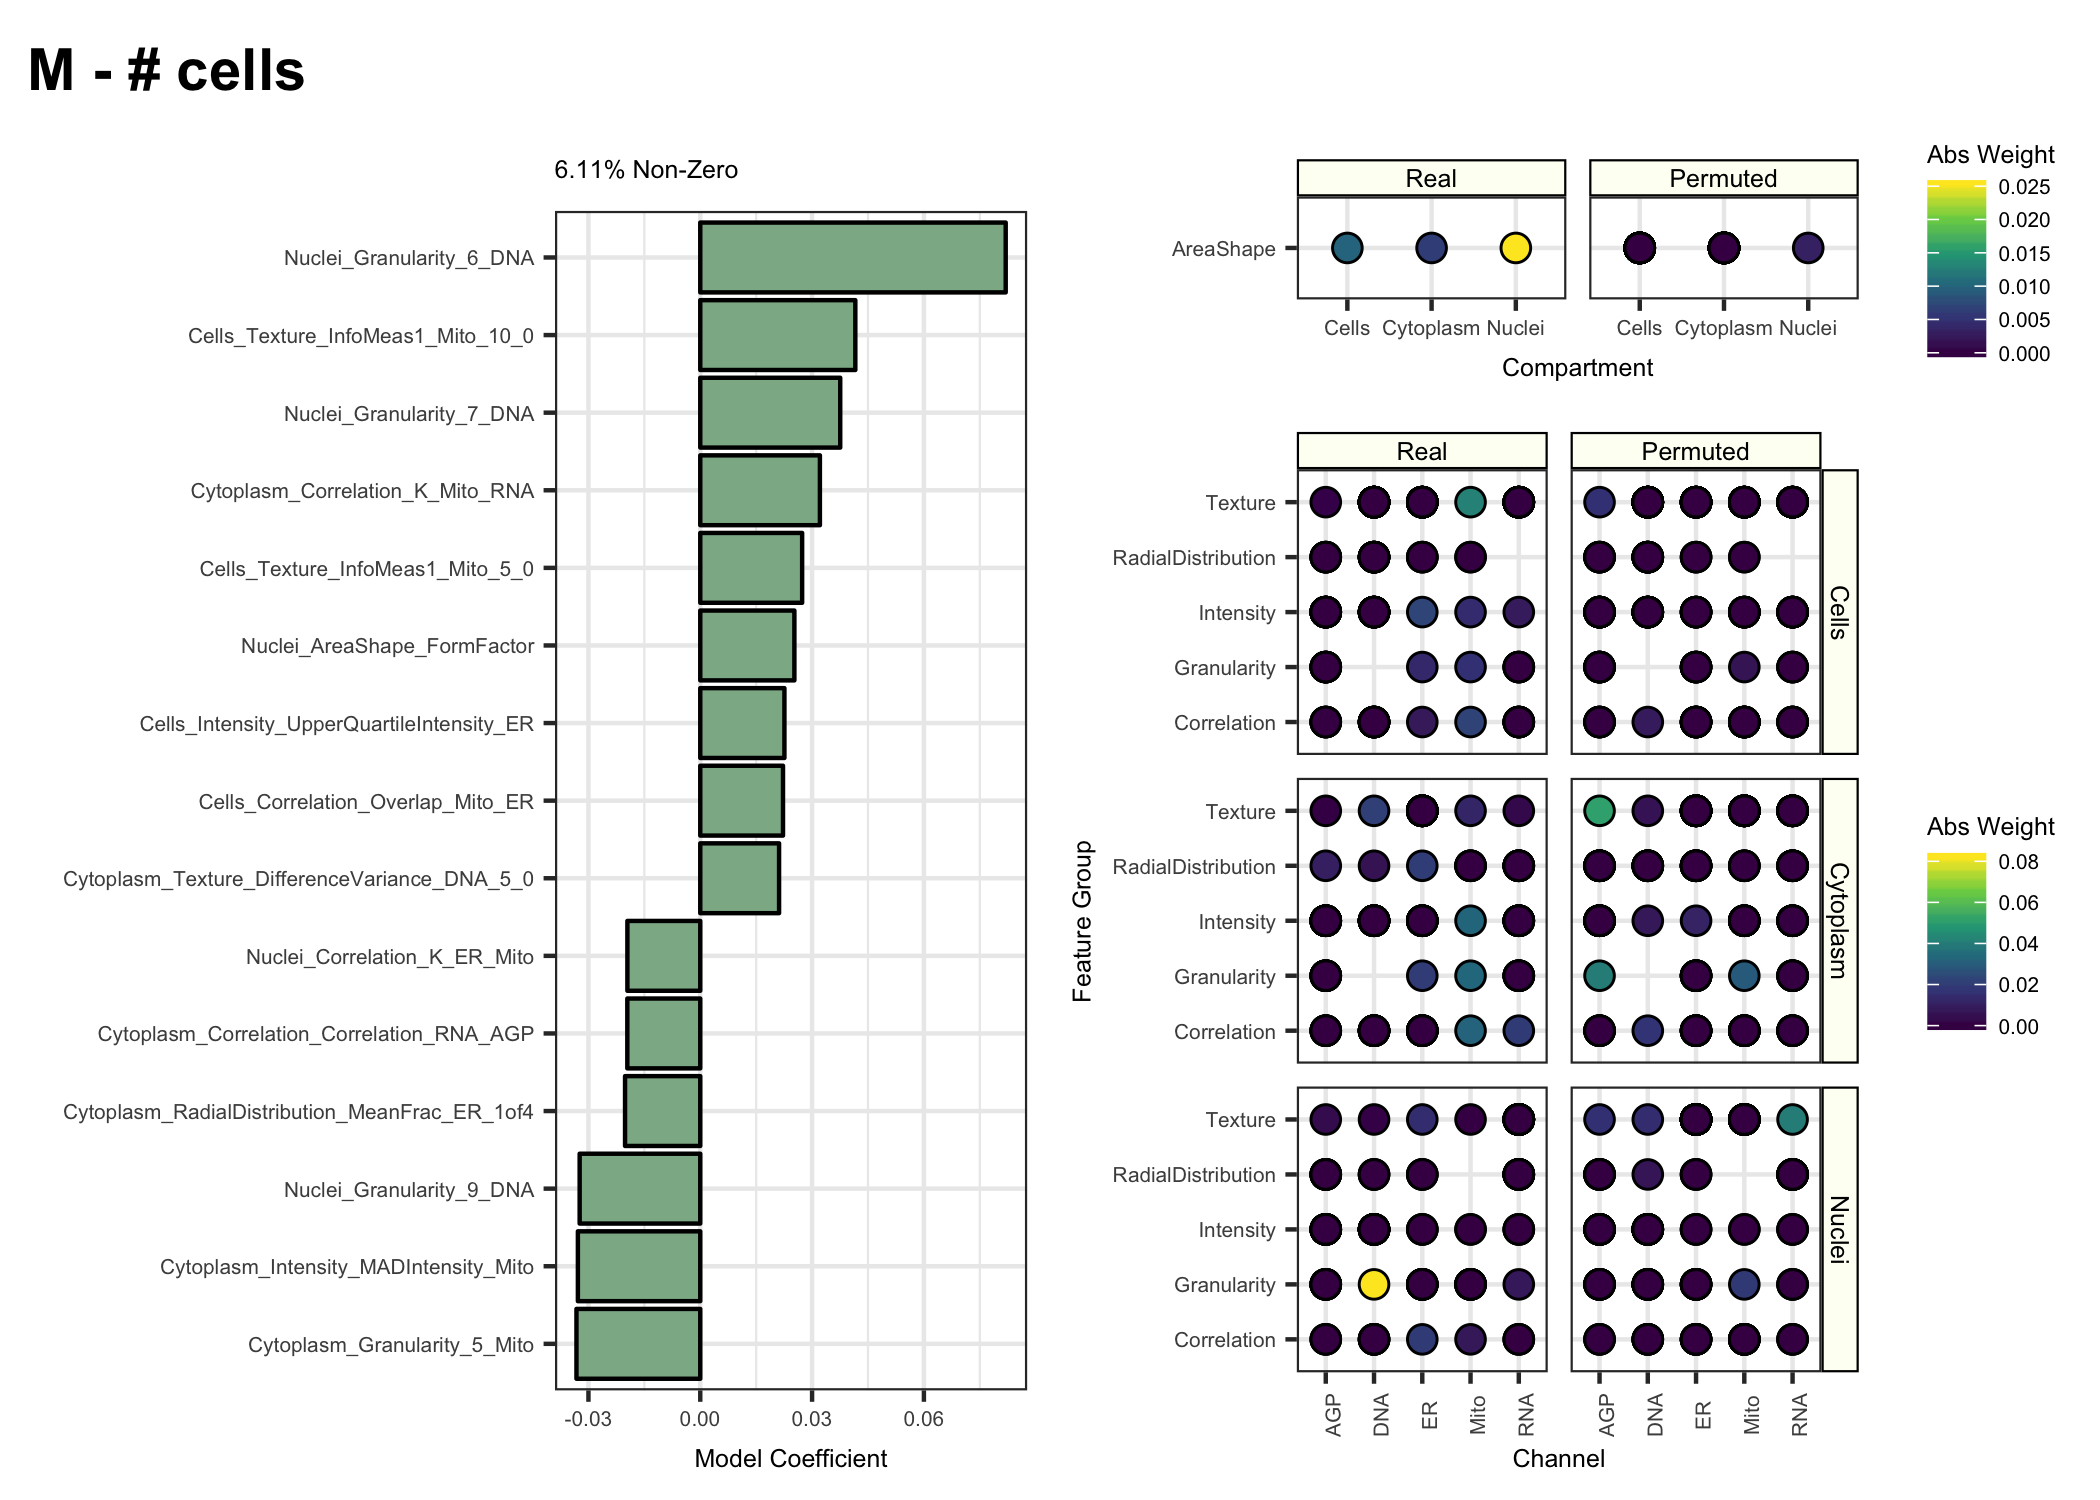 M - # cells
6.11% Non-Zero
Nuclei_Granularity_6_DNA
Cells_Texture_InfoMeas1_Mito_10_0
Nuclei_Granularity_7_DNA
Cytoplasm_Correlation_K_Mito_RNA
Cells_Texture_InfoMeas1_Mito_5_0
Nuclei_AreaShape_FormFactor
Cells_Intensity_UpperQuartileIntensity_ER
Cells_Correlation_Overlap_Mito_ER
Cytoplasm_Texture_DifferenceVariance_DNA_5_0
Nuclei_Correlation_K_ER_Mito
Cytoplasm_Correlation_Correlation_RNA_AGP
Cytoplasm_RadialDistribution_MeanFrac_ER_1of4
Nuclei_Granularity_9_DNA
Cytoplasm_Intensity_MADIntensity_Mito
Cytoplasm_Granularity_5_Mito
-0.03 0.00 0.03 0.06
Model Coefficient
Real Permuted
AreaShape
Cells Cytoplasm Nuclei Cells Cytoplasm Nuclei
Compartment
Abs Weight
0.025
0.020
0.015
0.010
0.005
0.000
Real Permuted
Feature Group
Texture
RadialDistribution
Intensity
Granularity
Correlation
Cells
Texture
RadialDistribution
Intensity
Granularity
Correlation
Cytoplasm
Texture
RadialDistribution
Intensity
Granularity
Correlation
Nuclei
AGP DNA ER Mito RNA AGP DNA ER Mito RNA
Channel
Abs Weight
0.08
0.06
0.04
0.02
0.00